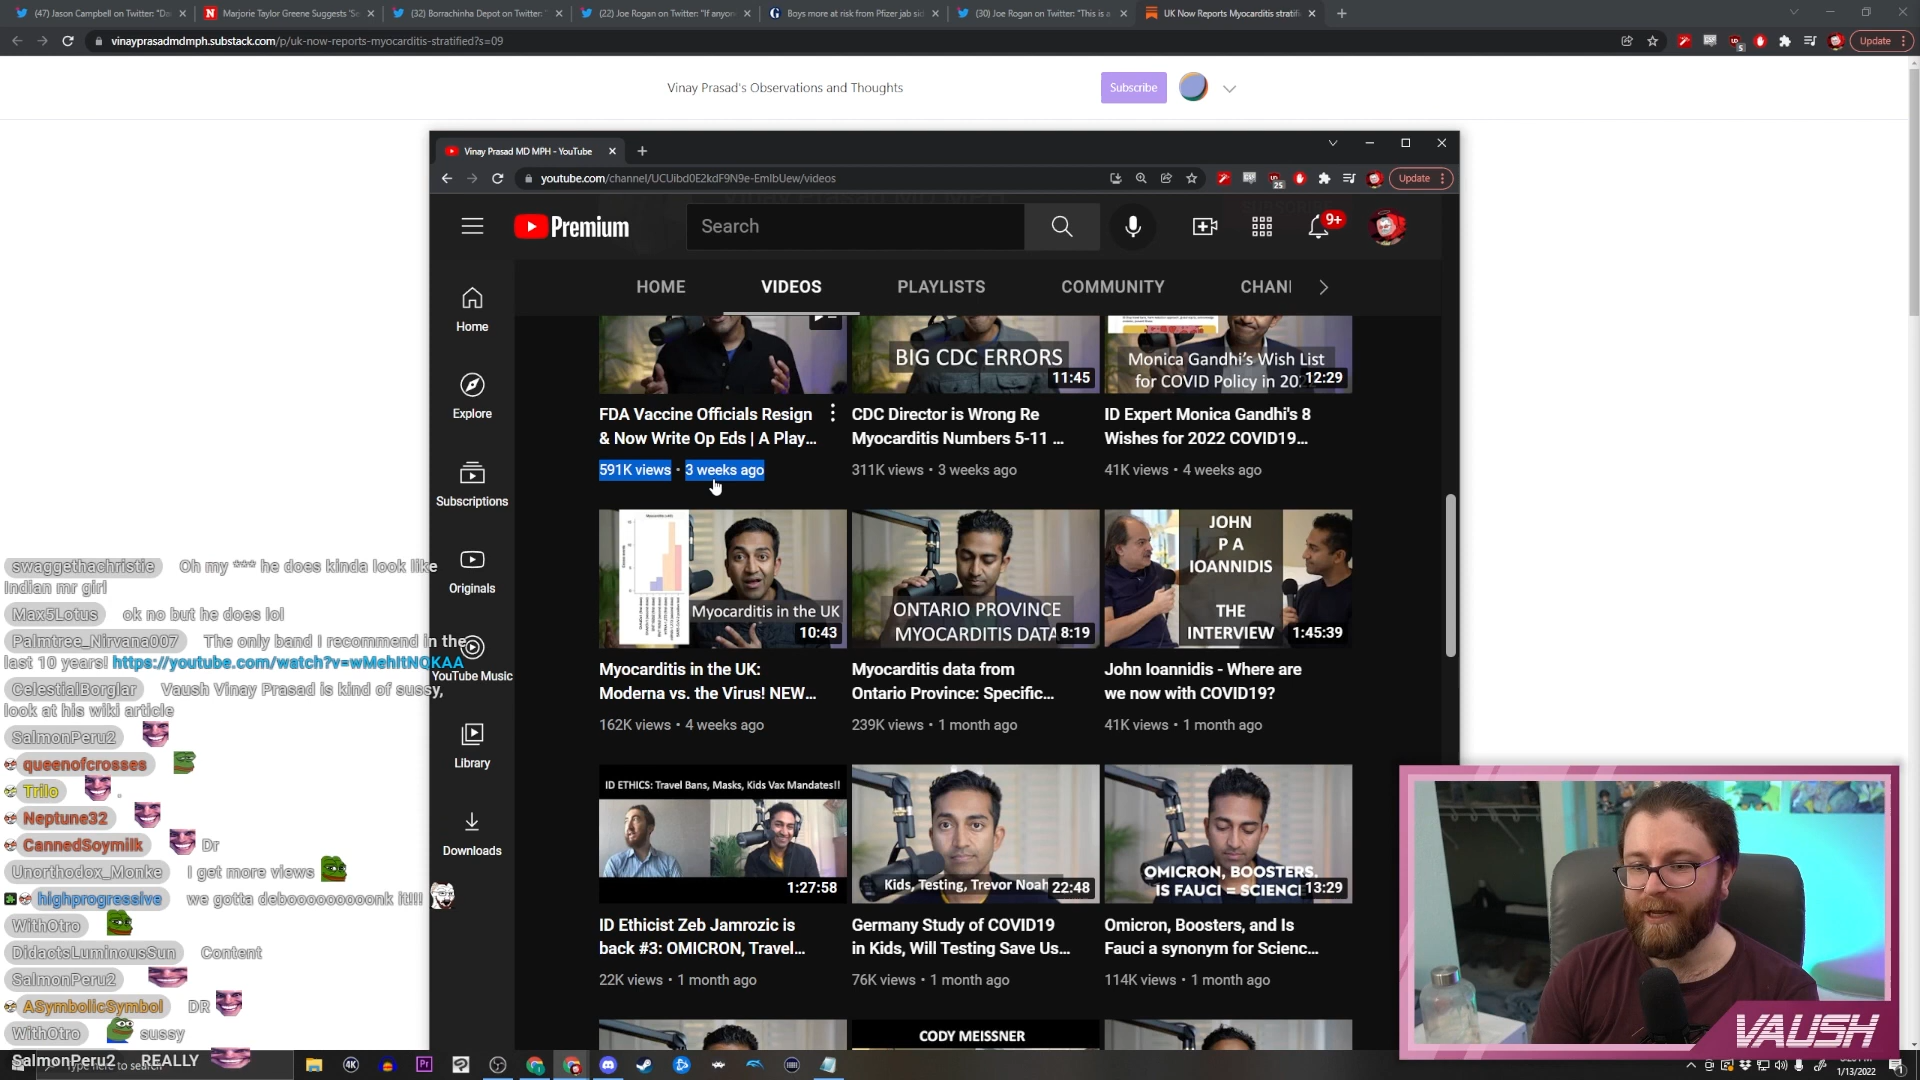 (47) Jason Campbell on Twitter: "Da
Marjorie Taylor Greene Suggests 'Se
(32) Borrachinha Depot on Twitter:
(22) Joe Rogan on Twitter: "If anyon
Boys more at risk from Pfizer jab sid
(30) Joe Rogan on Twitter: "This is a
UK Now Reports Myocarditis stratifi
vinayprasadmdmph.substack.com/p/uk-now-reports-myocarditis-stratified?s=09
Update
Vinay Prasad's Observations and Thoughts
Subscribe
Vinay Prasad MD MPH - YouTube
youtube.com/channel/UCUibd0E2kdF9N9e-EmIbUew/videos
25
Update
Premium
Search
9+
HOME
VIDEOS
PLAYLISTS
COMMUNITY
CHANI
Home
Explore
Subscriptions
Originals
YouTube Music
Library
Downloads
BIG CDC ERRORS
11:45
Monica Gandhi's Wish List
for COVID Policy in 20
12:29
FDA Vaccine Officials Resign
& Now Write Op Eds | A Play...
591K views • 3 weeks ago
CDC Director is Wrong Re
Myocarditis Numbers 5-11 ...
311K views • 3 weeks ago
ID Expert Monica Gandhi's 8
Wishes for 2022 COVID19...
41K views • 4 weeks ago
Myocarditis in the UK
10:43
ONTARIO PROVINCE
MYOCARDITIS DATA
8:19
JOHN
P A
IOANNIDIS
THE
INTERVIEW
1:45:39
Myocarditis in the UK:
Moderna vs. the Virus! NEW...
162K views • 4 weeks ago
Myocarditis data from
Ontario Province: Specific...
239K views • 1 month ago
John Ioannidis - Where are
we now with COVID19?
41K views • 1 month ago
ID ETHICS: Travel Bans, Masks, Kids Vax Mandates!!
1:27:58
Kids, Testing, Trevor Noah
22:48
OMICRON, BOOSTERS.
IS FAUCI = SCIENCI
13:29
ID Ethicist Zeb Jamrozic is
back #3: OMICRON, Travel...
22K views • 1 month ago
Germany Study of COVID19
in Kids, Will Testing Save Us...
76K views • 1 month ago
Omicron, Boosters, and Is
Fauci a synonym for Scienc...
114K views • 1 month ago
CODY MEISSNER
swaggethachristie Oh my *** he does kinda look like
Indian mr girl
Max5Lotus ok no but he does lol
Palmtree_Nirvana007 The only band I recommend in the
last 10 years! https://youtube.com/watch?v=wMehItNQKAA
CelestialBorglar Vaush Vinay Prasad is kind of sussy,
look at his wiki article
SalmonPeru2
queenofcrosses
Trilo .
Neptune32
CannedSoymilk Dr
Unorthodox_Monke I get more views
highprogressive we gotta debooooooooonk it!!!
WithOtro
DidactsLuminousSun Content
SalmonPeru2
ASymbolicSymbol DR
WithOtro sussy
SalmonPeru2 REALLY
VAUSH
1/13/2022